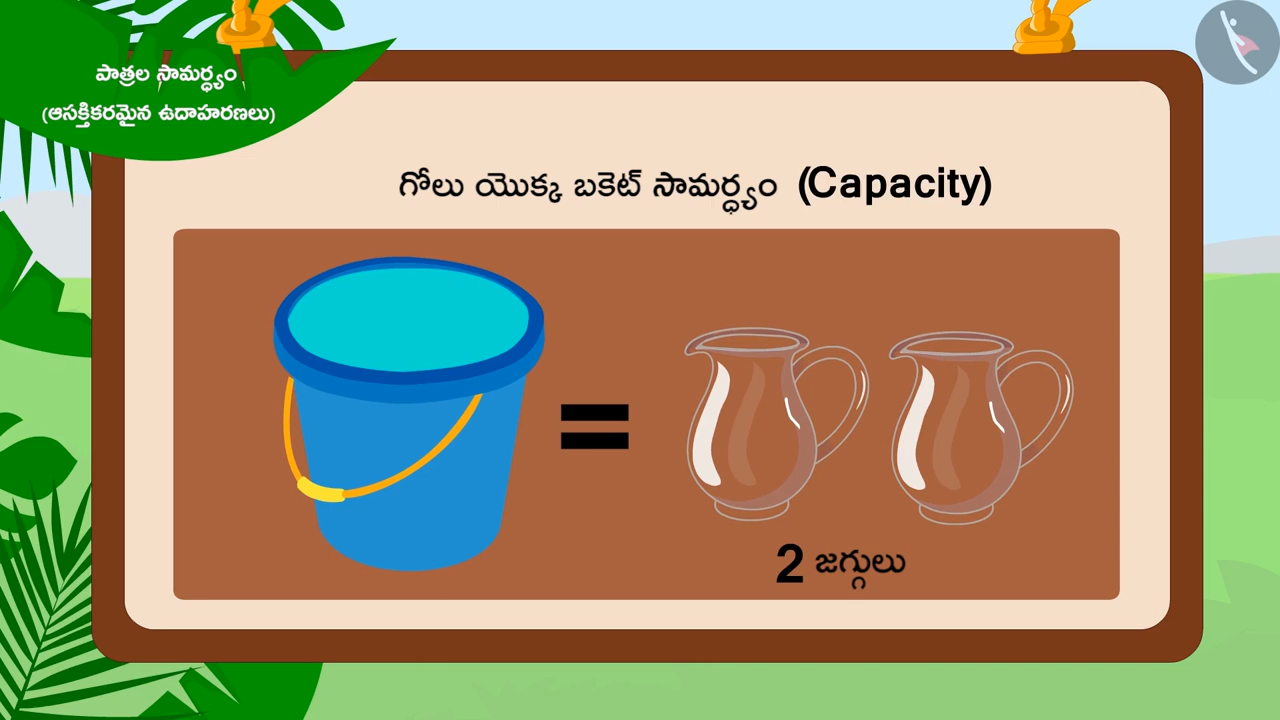 పాత్రల సామర్ధ్యం
(ఆసక్తికరమైన ఉదాహరణలు)
గోలు యొక్క బకెట్ సామర్ధ్యం (Capacity)
=
2 జగ్గులు